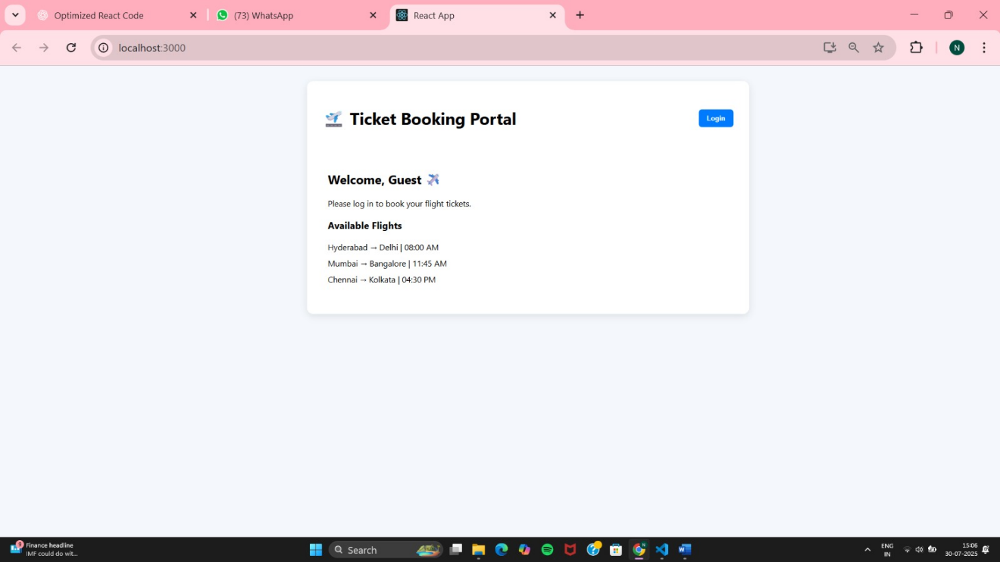 Optimized React Code
(73) WhatsApp
React App
localhost:3000
N
🛫 Ticket Booking Portal
Login
Welcome, Guest ✈️
Please log in to book your flight tickets.
Available Flights
Hyderabad → Delhi | 08:00 AM
Mumbai → Bangalore | 11:45 AM
Chennai → Kolkata | 04:30 PM
9
Finance headline
IMF could do wit...
Search
ENG
IN
15:06
30-07-2025